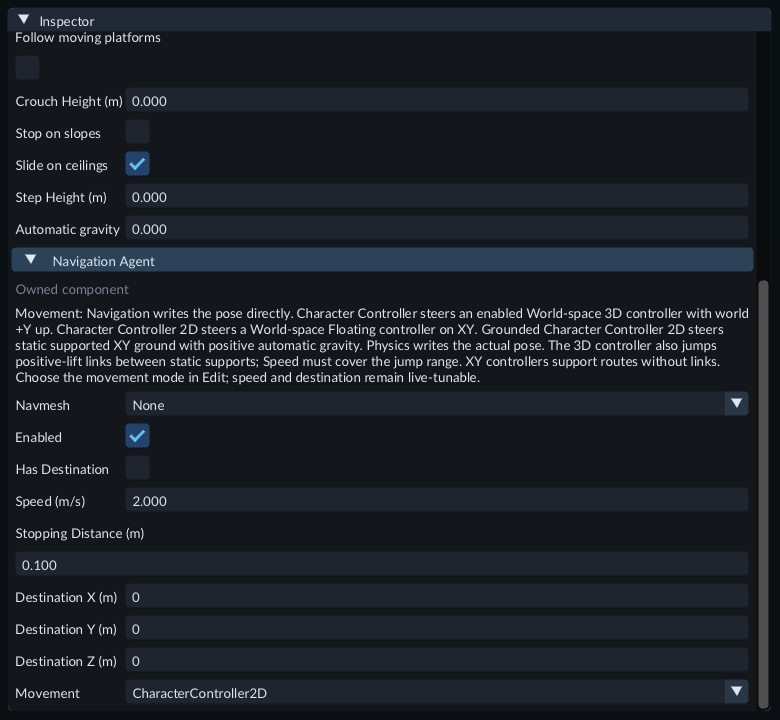 Inspector
Follow moving platforms
Crouch Height (m) 0.000
Stop on slopes
Slide on ceilings
Step Height (m) 0.000
Automatic gravity 0.000
Navigation Agent
Owned component
Movement: Navigation writes the pose directly. Character Controller steers an enabled World-space 3D controller with world
+Y up. Character Controller 2D steers a World-space Floating controller on XY. Grounded Character Controller 2D steers
static supported XY ground with positive automatic gravity. Physics writes the actual pose. The 3D controller also jumps
positive-lift links between static supports; Speed must cover the jump range. XY controllers support routes without links.
Choose the movement mode in Edit; speed and destination remain live-tunable.
Navmesh None
Enabled
Has Destination
Speed (m/s) 2.000
Stopping Distance (m)
0.100
Destination X (m) 0
Destination Y (m) 0
Destination Z (m) 0
Movement CharacterController2D